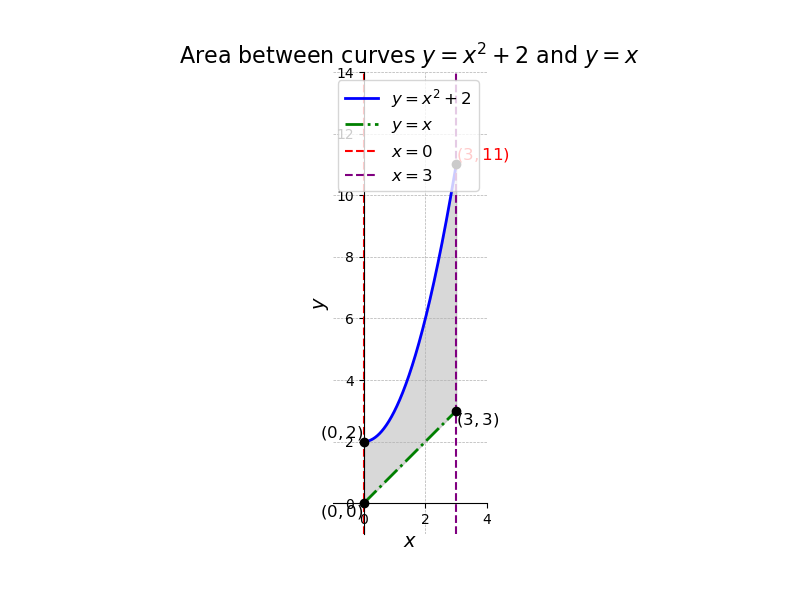 Area between curves $y = x^2 + 2$ and $y = x$
14
12
10
8
6
4
2
0
y
$y = x^2 + 2$
$y = x$
$x = 0$
$x = 3$
(3, 11)
(3, 3)
(0, 2)
(0, 0)
0 2 4
x